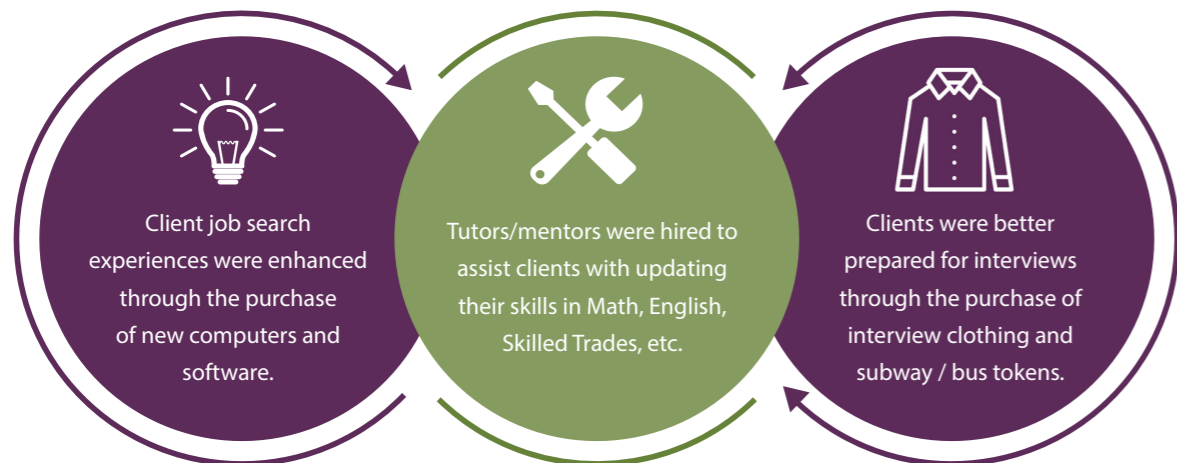 Client job search
experiences were enhanced
through the purchase
of new computers and
software.
Tutors/mentors were hired to
assist clients with updating
their skills in Math, English,
Skilled Trades, etc.
Clients were better
prepared for interviews
through the purchase of
interview clothing and
subway / bus tokens.